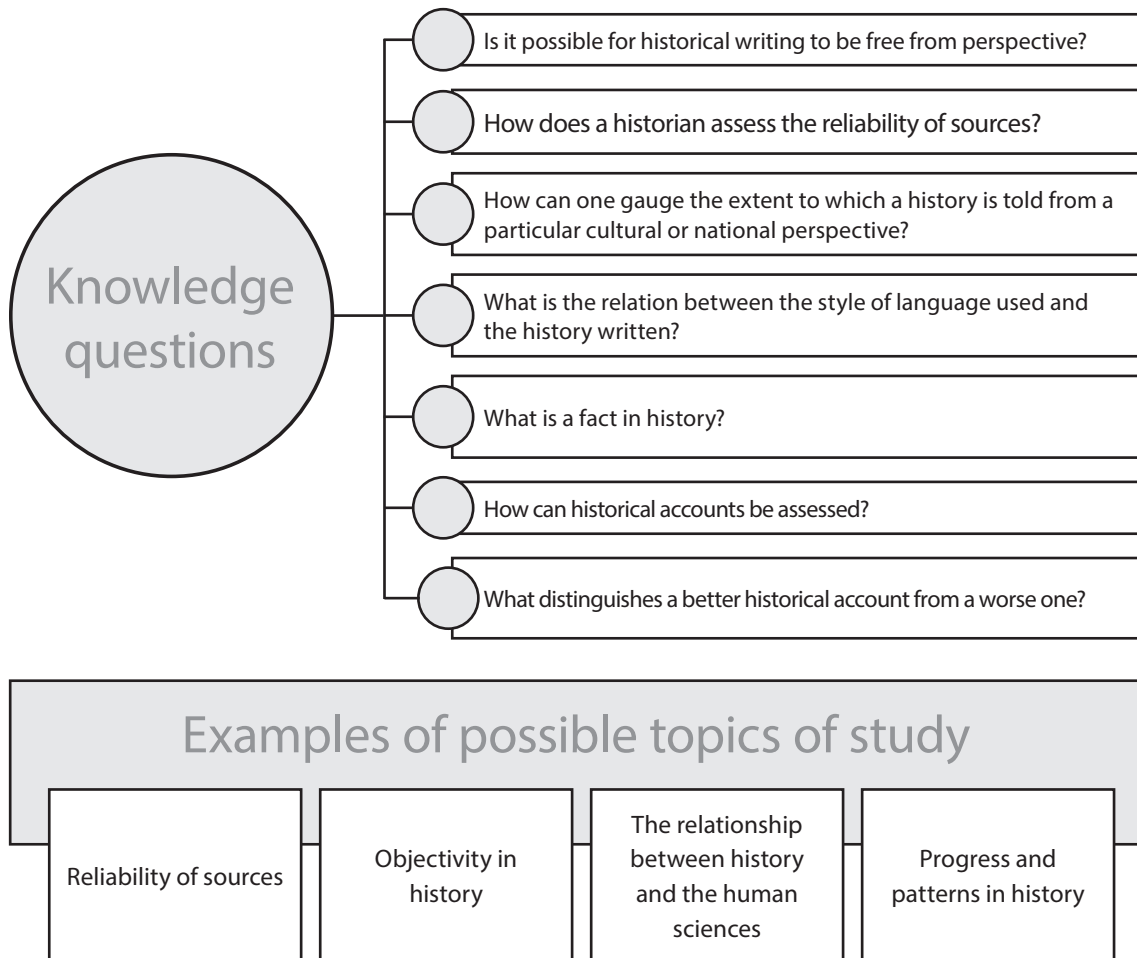 Knowledge
questions
Is it possible for historical writing to be free from perspective?
How does a historian assess the reliability of sources?
How can one gauge the extent to which a history is told from a
particular cultural or national perspective?
What is the relation between the style of language used and
the history written?
What is a fact in history?
How can historical accounts be assessed?
What distinguishes a better historical account from a worse one?
Examples of possible topics of study
Reliability of sources
Objectivity in
history
The relationship
between history
and the human
sciences
Progress and
patterns in history